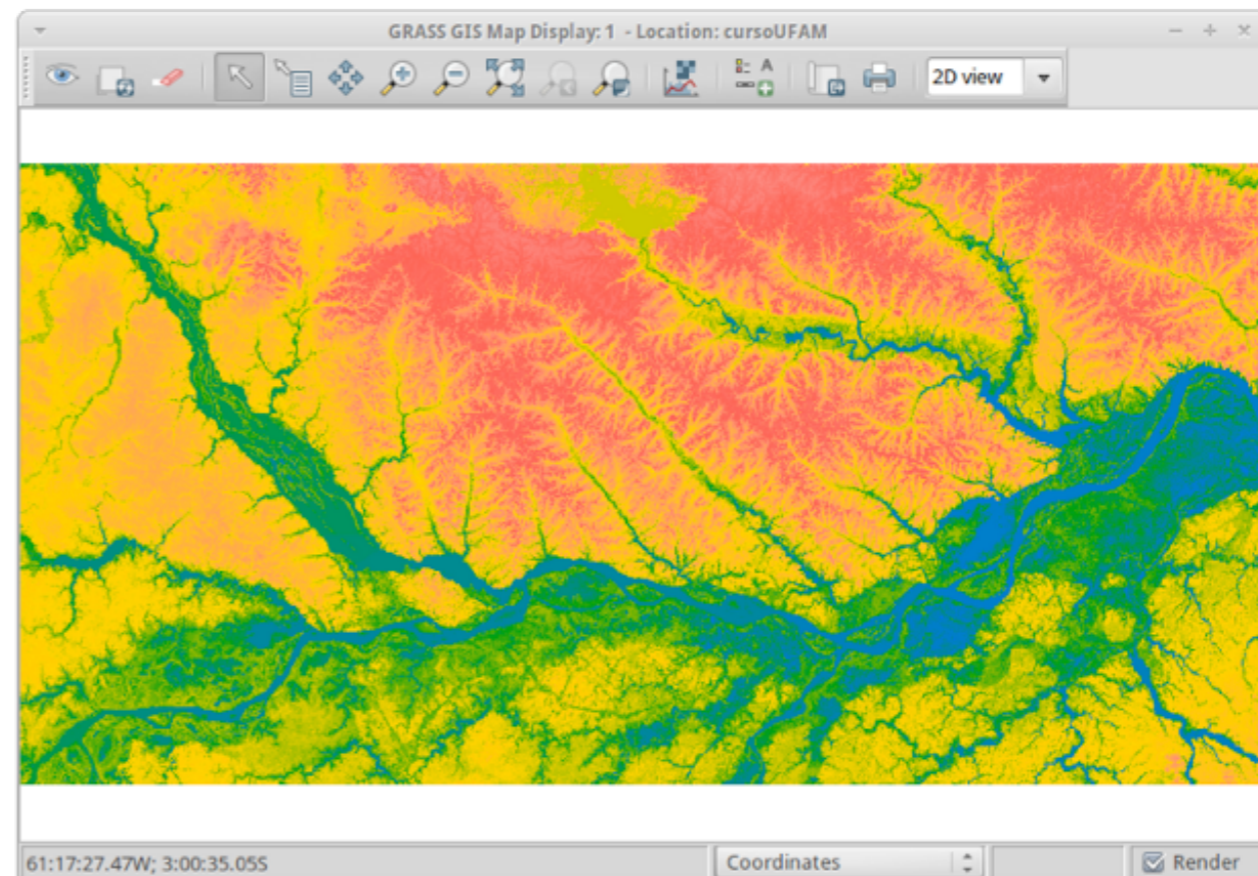 GRASS GIS Map Display: 1 - Location: cursoUFAM
2D view
61:17:27.47W; 3:00:35.05S
Coordinates
Render